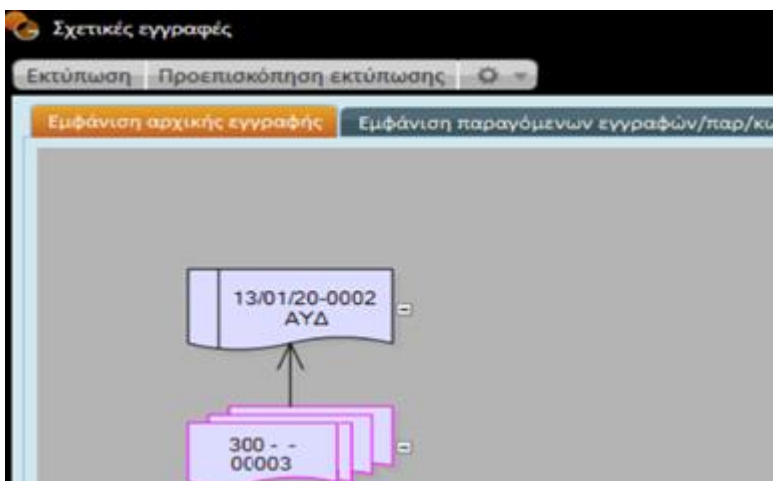 Σχετικές εγγραφές
Εκτύπωση Προεπισκόπηση εκτύπωσης
Εμφάνιση αρχικής εγγραφής Εμφάνιση παραγόμενων εγγραφών/παρ/κω
13/01/20-0002
ΑΥΔ
300 - -
00003